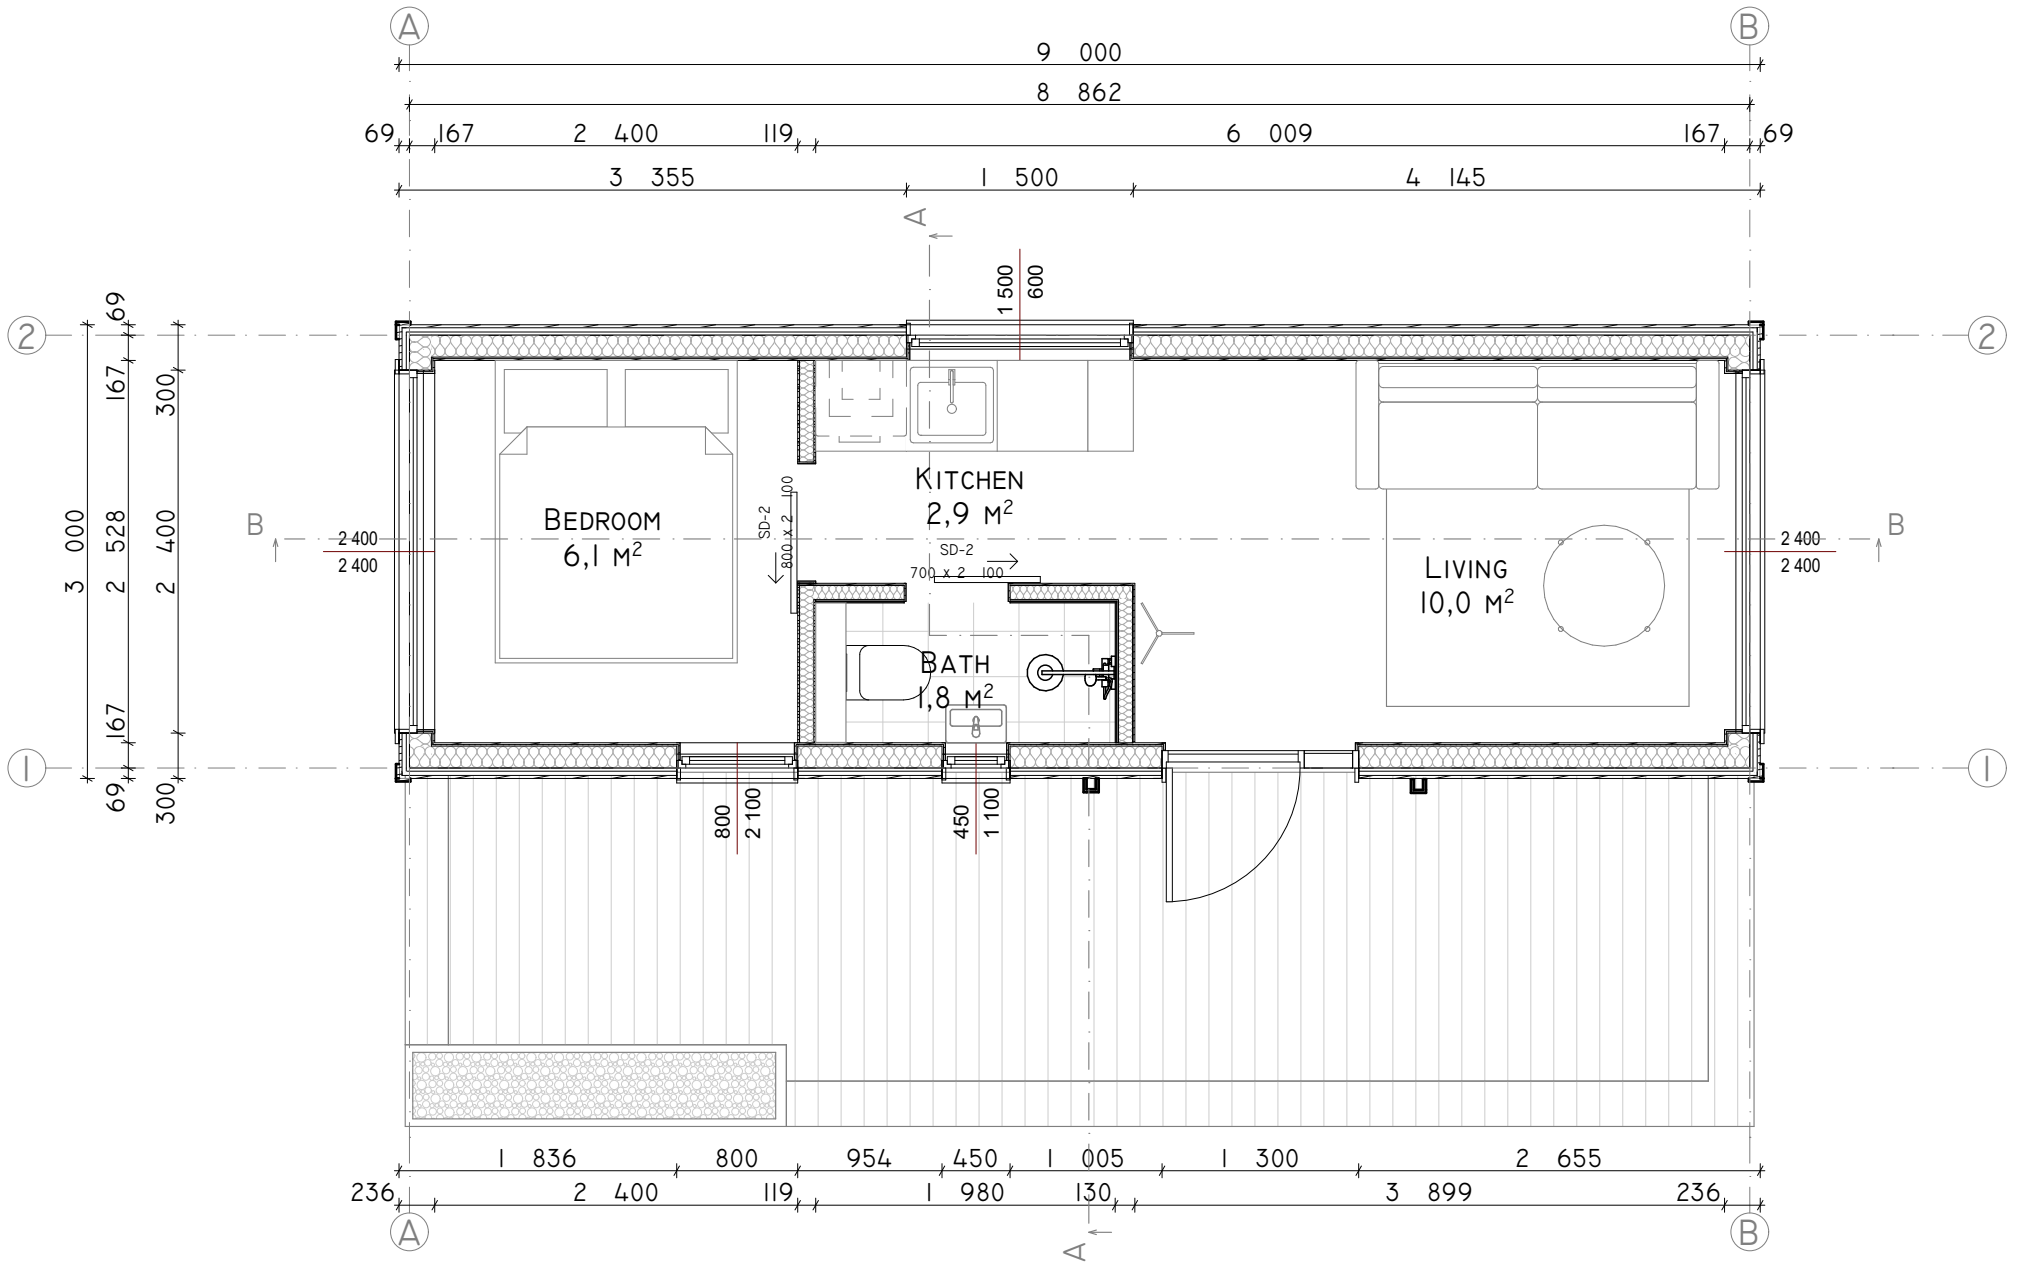 A B
9 000
8 862
69 167 2 400 119 6 009 167 69
3 355 1 500 4 145
A
1 500
600
2 2
69
167
300
3 000
2 528
2 400
167
69
300
KITCHEN
2,9 M²
BEDROOM
6,1 M²
SD-2
800 x 2 100
SD-2
700 x 2 100
B B
2 400
2 400
2 400
2 400
LIVING
10,0 M²
BATH
1,8 M²
1 1
800
2 100
450
1 100
1 836 800 954 450 1 005 1 300 2 655
236 2 400 119 1 980 130 3 899 236
A B
A